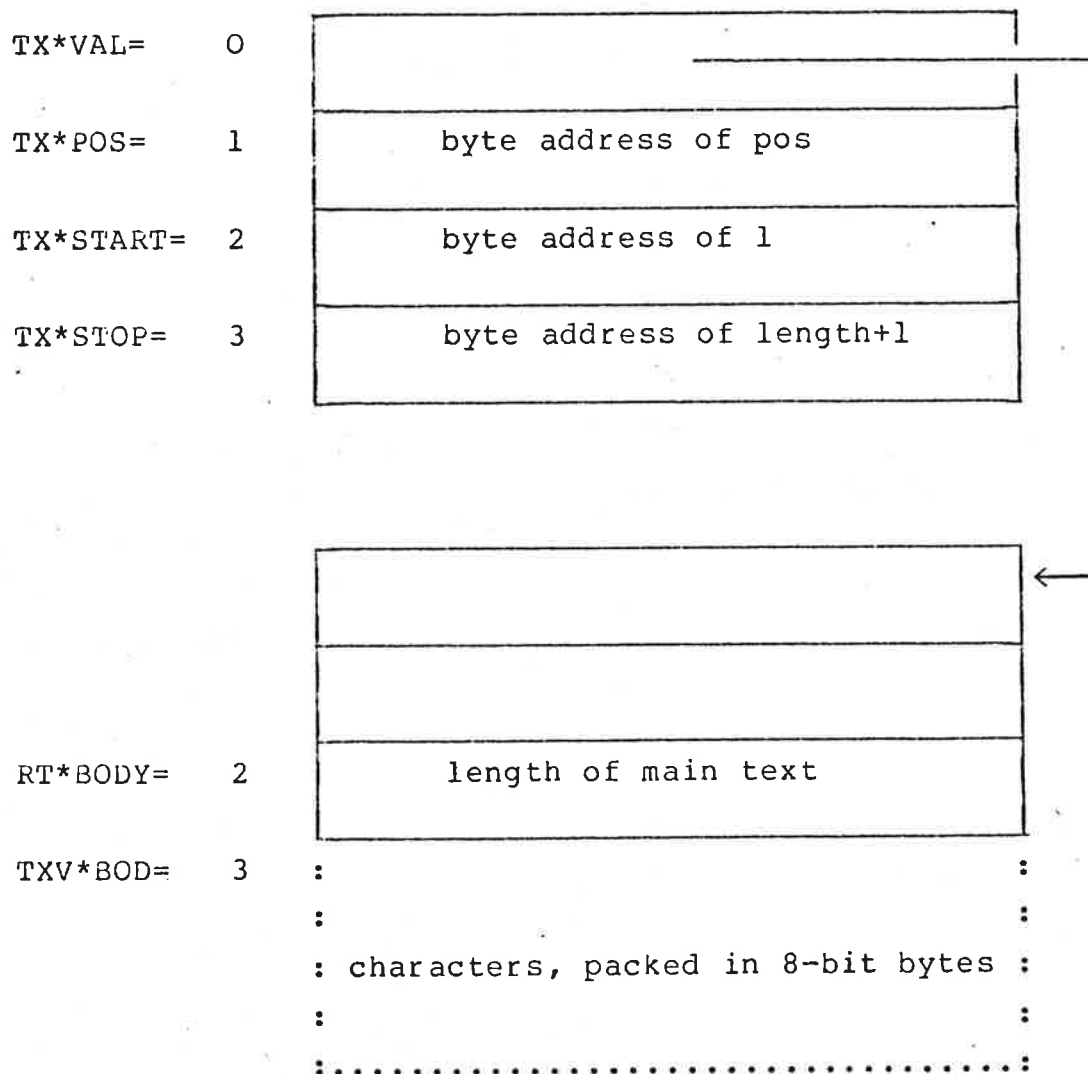 TX*VAL= 0
TX*POS= 1 byte address of pos
TX*START= 2 byte address of 1
TX*STOP= 3 byte address of length+1
RT*BODY= 2 length of main text
TXV*BOD= 3
characters, packed in 8-bit bytes